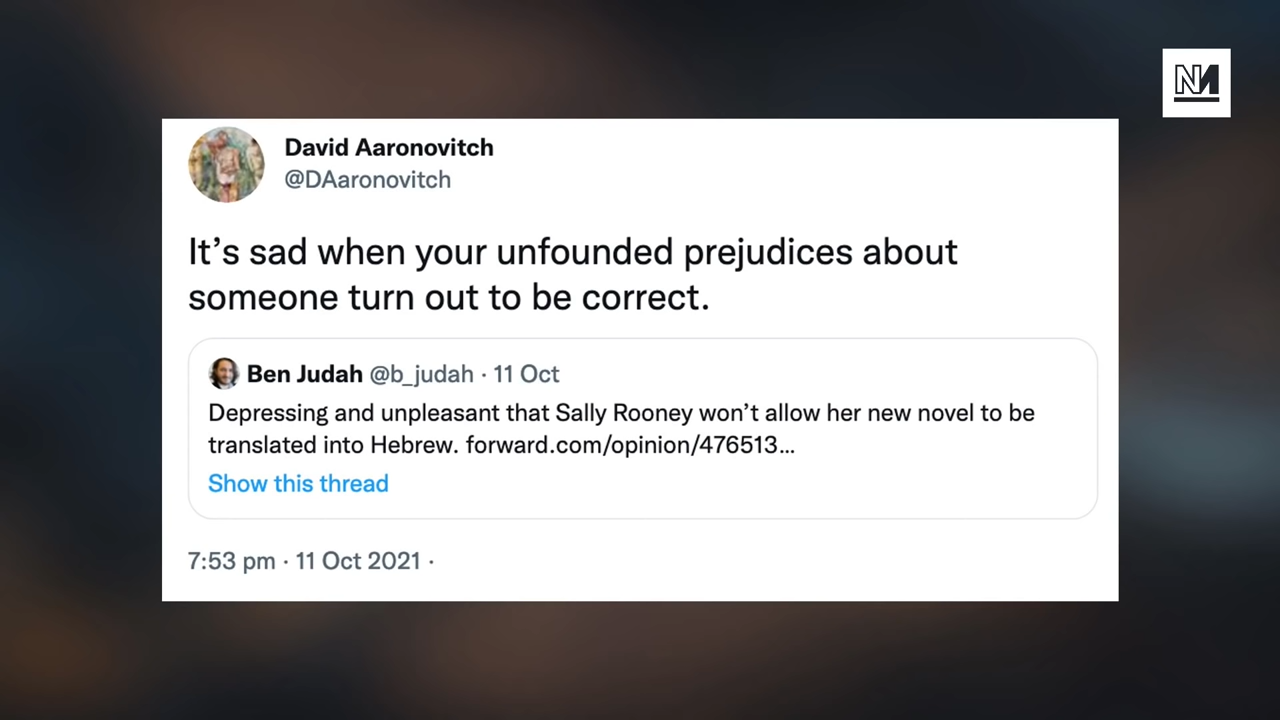 NM
David Aaronovitch
@DAaronovitch
It’s sad when your unfounded prejudices about
someone turn out to be correct.
Ben Judah @b_judah · 11 Oct
Depressing and unpleasant that Sally Rooney won’t allow her new novel to be
translated into Hebrew. forward.com/opinion/476513...
Show this thread
7:53 pm · 11 Oct 2021 ·